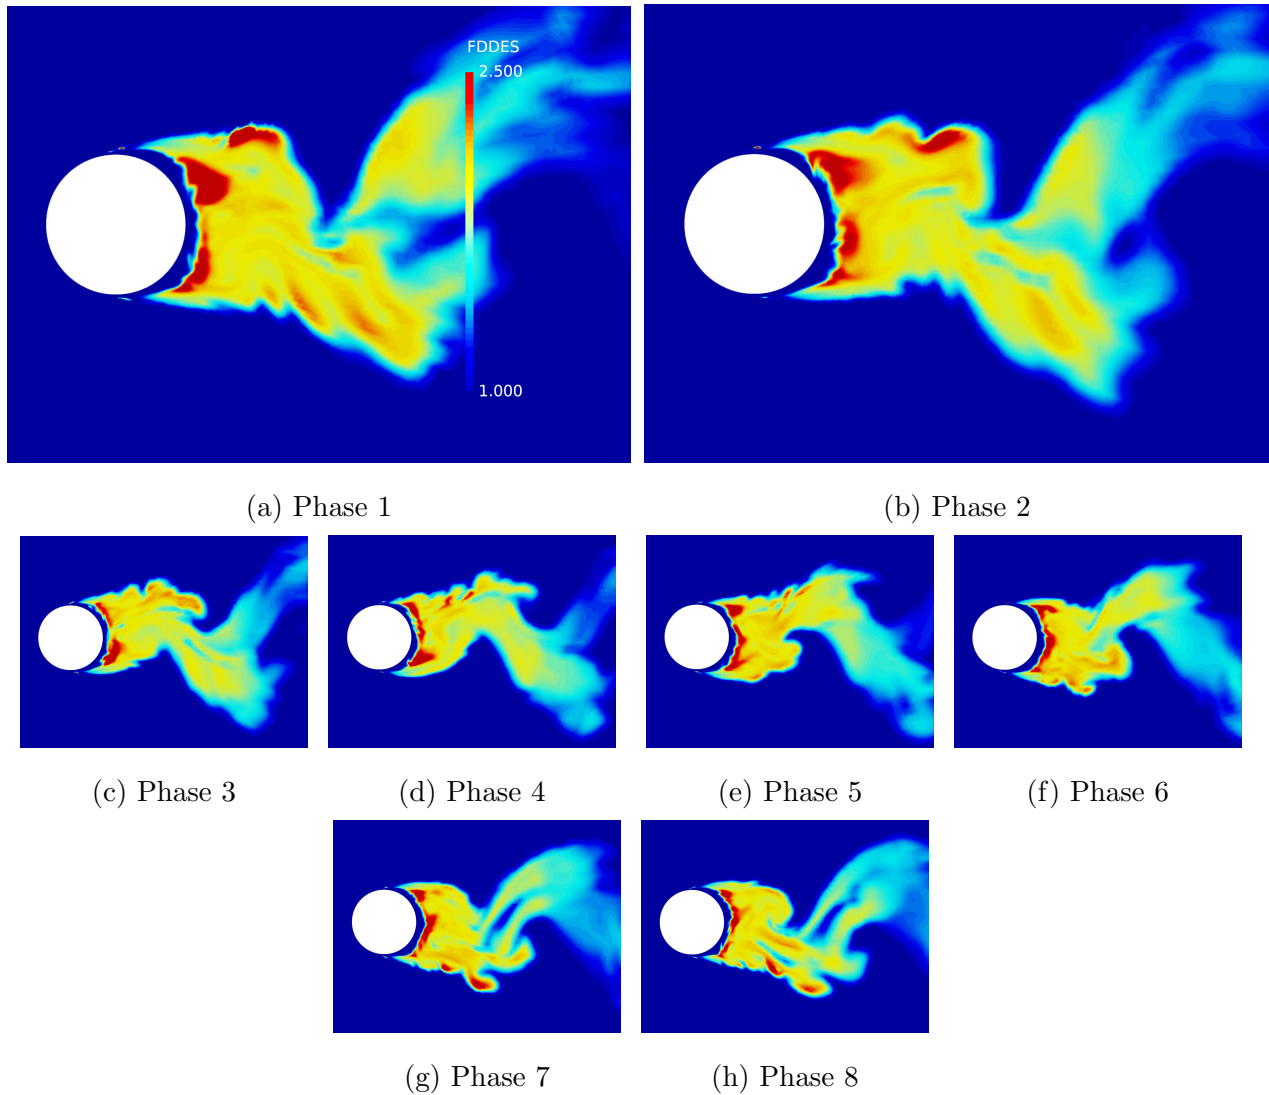 FDDES
2.500
1.000
(a) Phase 1
(b) Phase 2
(c) Phase 3
(d) Phase 4
(e) Phase 5
(f) Phase 6
(g) Phase 7
(h) Phase 8